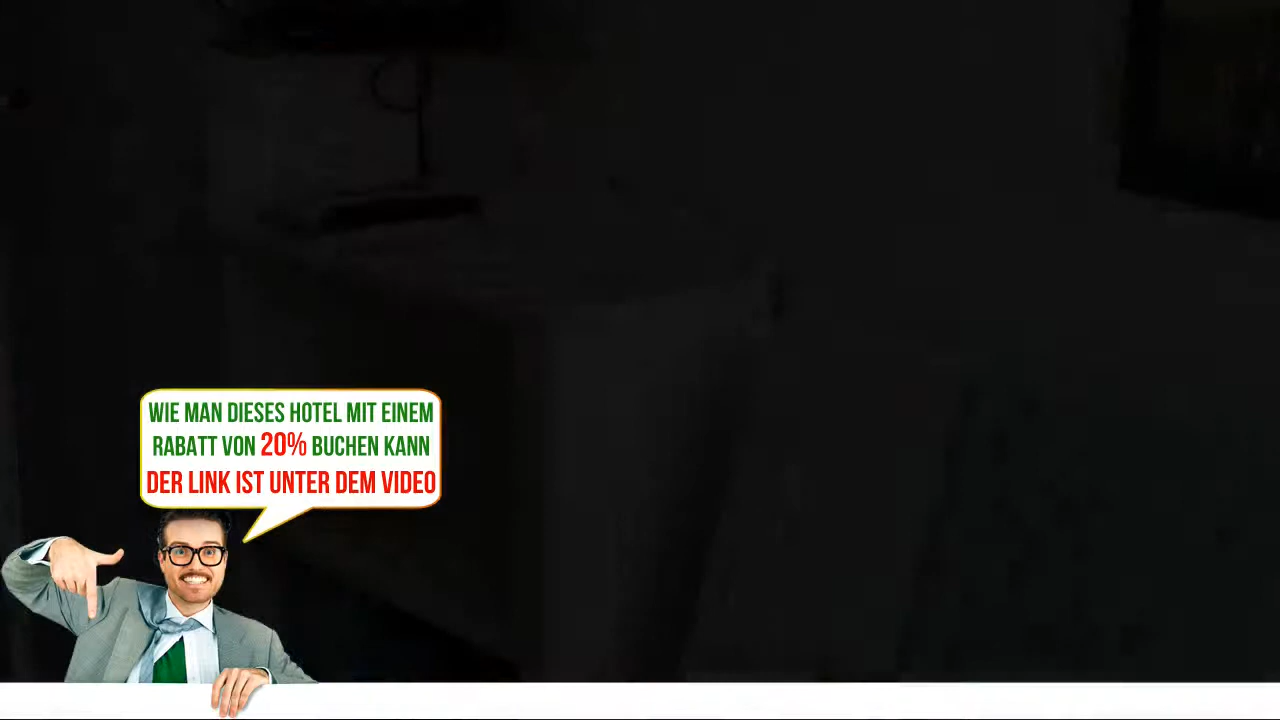 WIE MAN DIESES HOTEL MIT EINEM
RABATT VON 20% BUCHEN KANN
DER LINK IST UNTER DEM VIDEO